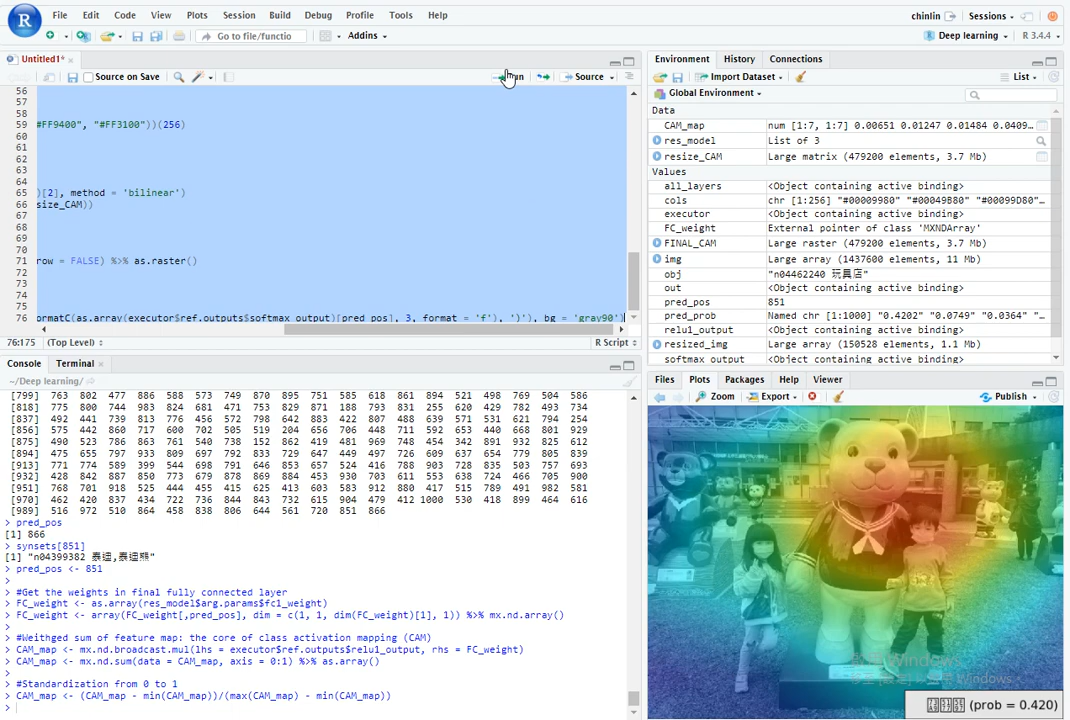 File Edit Code View Plots Session Build Debug Profile Tools Help
chinlin Sessions
Go to file/functio Addins
Deep learning R 3.4.4
Untitled1*
Source on Save Run Source
56
57
58
59 #FF9400", "#FF3100"))(256)
60
61
62
63
64
65 )[2], method = 'bilinear')
66 size_CAM))
67
68
69
70
71 row = FALSE) %>% as.raster()
72
73
74
75
76 ormatC(as.array(executor$ref.outputs$softmax_output)[pred_pos], 3, format = 'f'), ')'), bg = 'gray90')
76:175 (Top Level) R Script
Console Terminal
~/Deep learning/
[799] 763 802 477 886 588 573 749 870 895 751 585 618 861 894 521 498 769 504 586
[818] 775 800 744 983 824 681 471 753 829 871 188 793 831 255 620 429 782 493 734
[837] 492 441 739 813 776 456 572 798 642 883 422 807 488 639 571 531 621 794 254
[856] 575 442 860 717 600 702 505 519 204 656 706 448 711 592 653 440 668 801 929
[875] 490 523 786 863 761 540 738 152 862 419 481 969 748 454 342 891 932 825 612
[894] 475 655 797 933 809 697 792 833 729 647 449 497 726 609 637 654 779 805 839
[913] 771 774 589 399 544 698 791 646 853 657 524 416 788 903 728 835 503 757 693
[932] 428 842 887 850 773 679 878 869 884 453 930 703 611 553 638 724 466 705 900
[951] 768 701 918 525 444 455 425 413 603 583 912 880 417 515 789 491 982 581
[970] 462 420 837 434 722 736 844 843 732 615 904 479 412 1000 530 418 899 464 616
[989] 516 972 510 864 458 838 806 644 561 720 851 866
> pred_pos
[1] 866
> synsets[851]
[1] "n04399382 泰迪,泰迪熊"
> pred_pos <- 851
>
> #Get the weights in final fully connected layer
> FC_weight <- as.array(res_model$arg.params$fc1_weight)
> FC_weight <- array(FC_weight[,pred_pos], dim = c(1, 1, dim(FC_weight)[1], 1)) %>% mx.nd.array()
>
> #Weithged sum of feature map: the core of class activation mapping (CAM)
> CAM_map <- mx.nd.broadcast.mul(lhs = executor$ref.outputs$relu1_output, rhs = FC_weight)
> CAM_map <- mx.nd.sum(data = CAM_map, axis = 0:1) %>% as.array()
>
> #Standardization from 0 to 1
> CAM_map <- (CAM_map - min(CAM_map))/(max(CAM_map) - min(CAM_map))
>
Environment History Connections
Import Dataset List
Global Environment
Data
CAM_map num [1:7, 1:7] 0.00651 0.01247 0.01484 0.0409…
res_model List of 3
resize_CAM Large matrix (479200 elements, 3.7 Mb)
Values
all_layers <Object containing active binding>
cols chr [1:256] "#00009980" "#00049B80" "#00099D80"…
executor <Object containing active binding>
FC_weight External pointer of class 'MXNDArray'
FINAL_CAM Large raster (479200 elements, 3.7 Mb)
img Large array (1437600 elements, 11 Mb)
obj "n04462240 玩具店"
out <Object containing active binding>
pred_pos 851
pred_prob Named chr [1:1000] "0.4202" "0.0749" "0.0364" "…
relu1_output <Object containing active binding>
resized_img Large array (150528 elements, 1.1 Mb)
softmax_output <Object containing active binding>
Files Plots Packages Help Viewer
Zoom Export Publish
Windows
Windows.
(prob = 0.420)